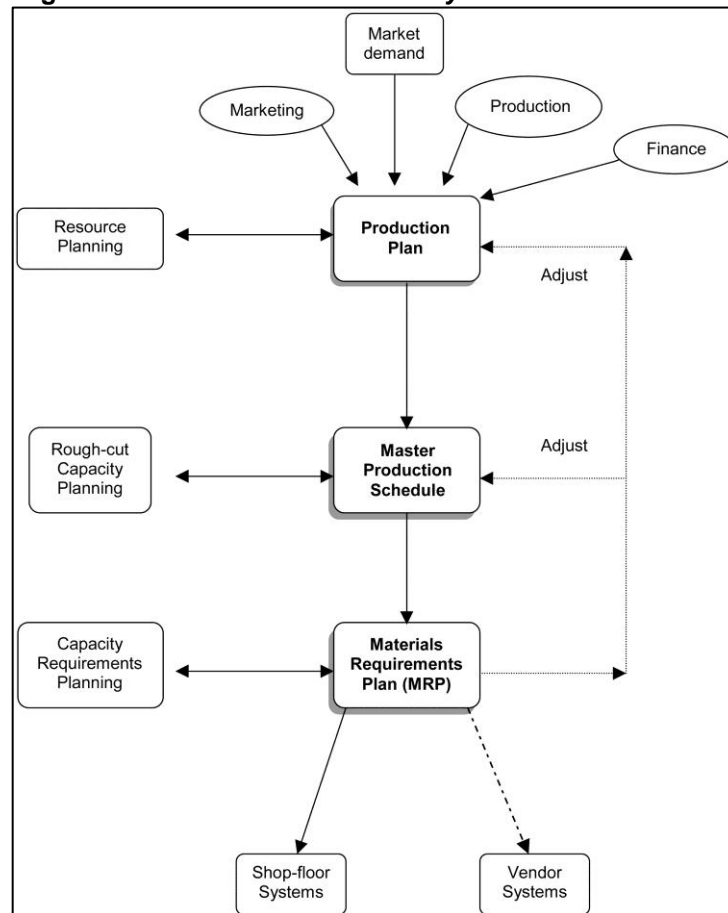 Market
demand
Marketing
Production
Finance
Resource
Planning
Production
Plan
Adjust
Rough-cut
Capacity
Planning
Master
Production
Schedule
Adjust
Capacity
Requirements
Planning
Materials
Requirements
Plan (MRP)
Shop-floor
Systems
Vendor
Systems